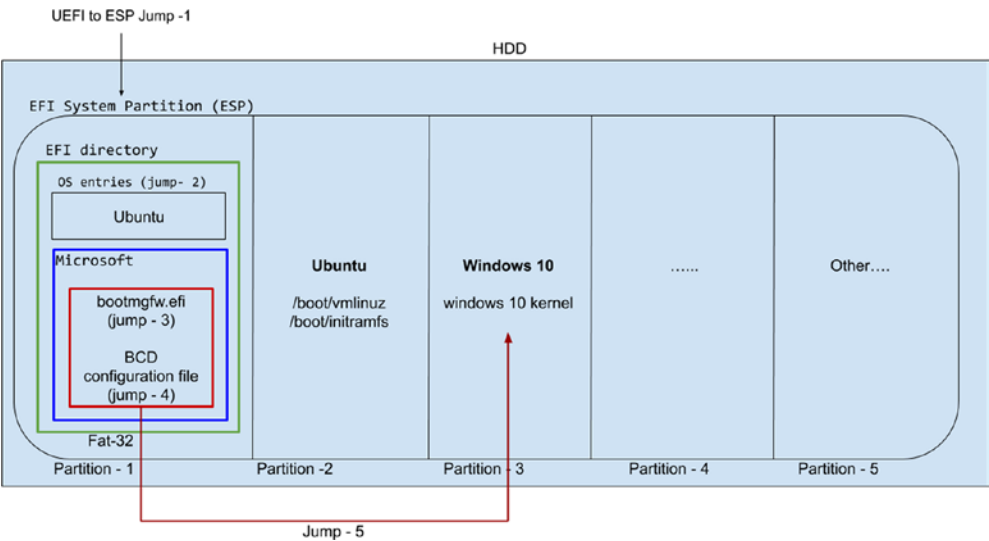 UEFI to ESP Jump -1
HDD
EFI System Partition (ESP)
EFI directory
OS entries (jump- 2)
Ubuntu
Microsoft
bootmgfw.efi
(jump - 3)
BCD
configuration file
(jump - 4)
Fat-32
Partition - 1
Ubuntu
/boot/vmlinuz
/boot/initramfs
Partition -2
Windows 10
windows 10 kernel
Partition - 3
......
Partition - 4
Other....
Partition - 5
Jump - 5